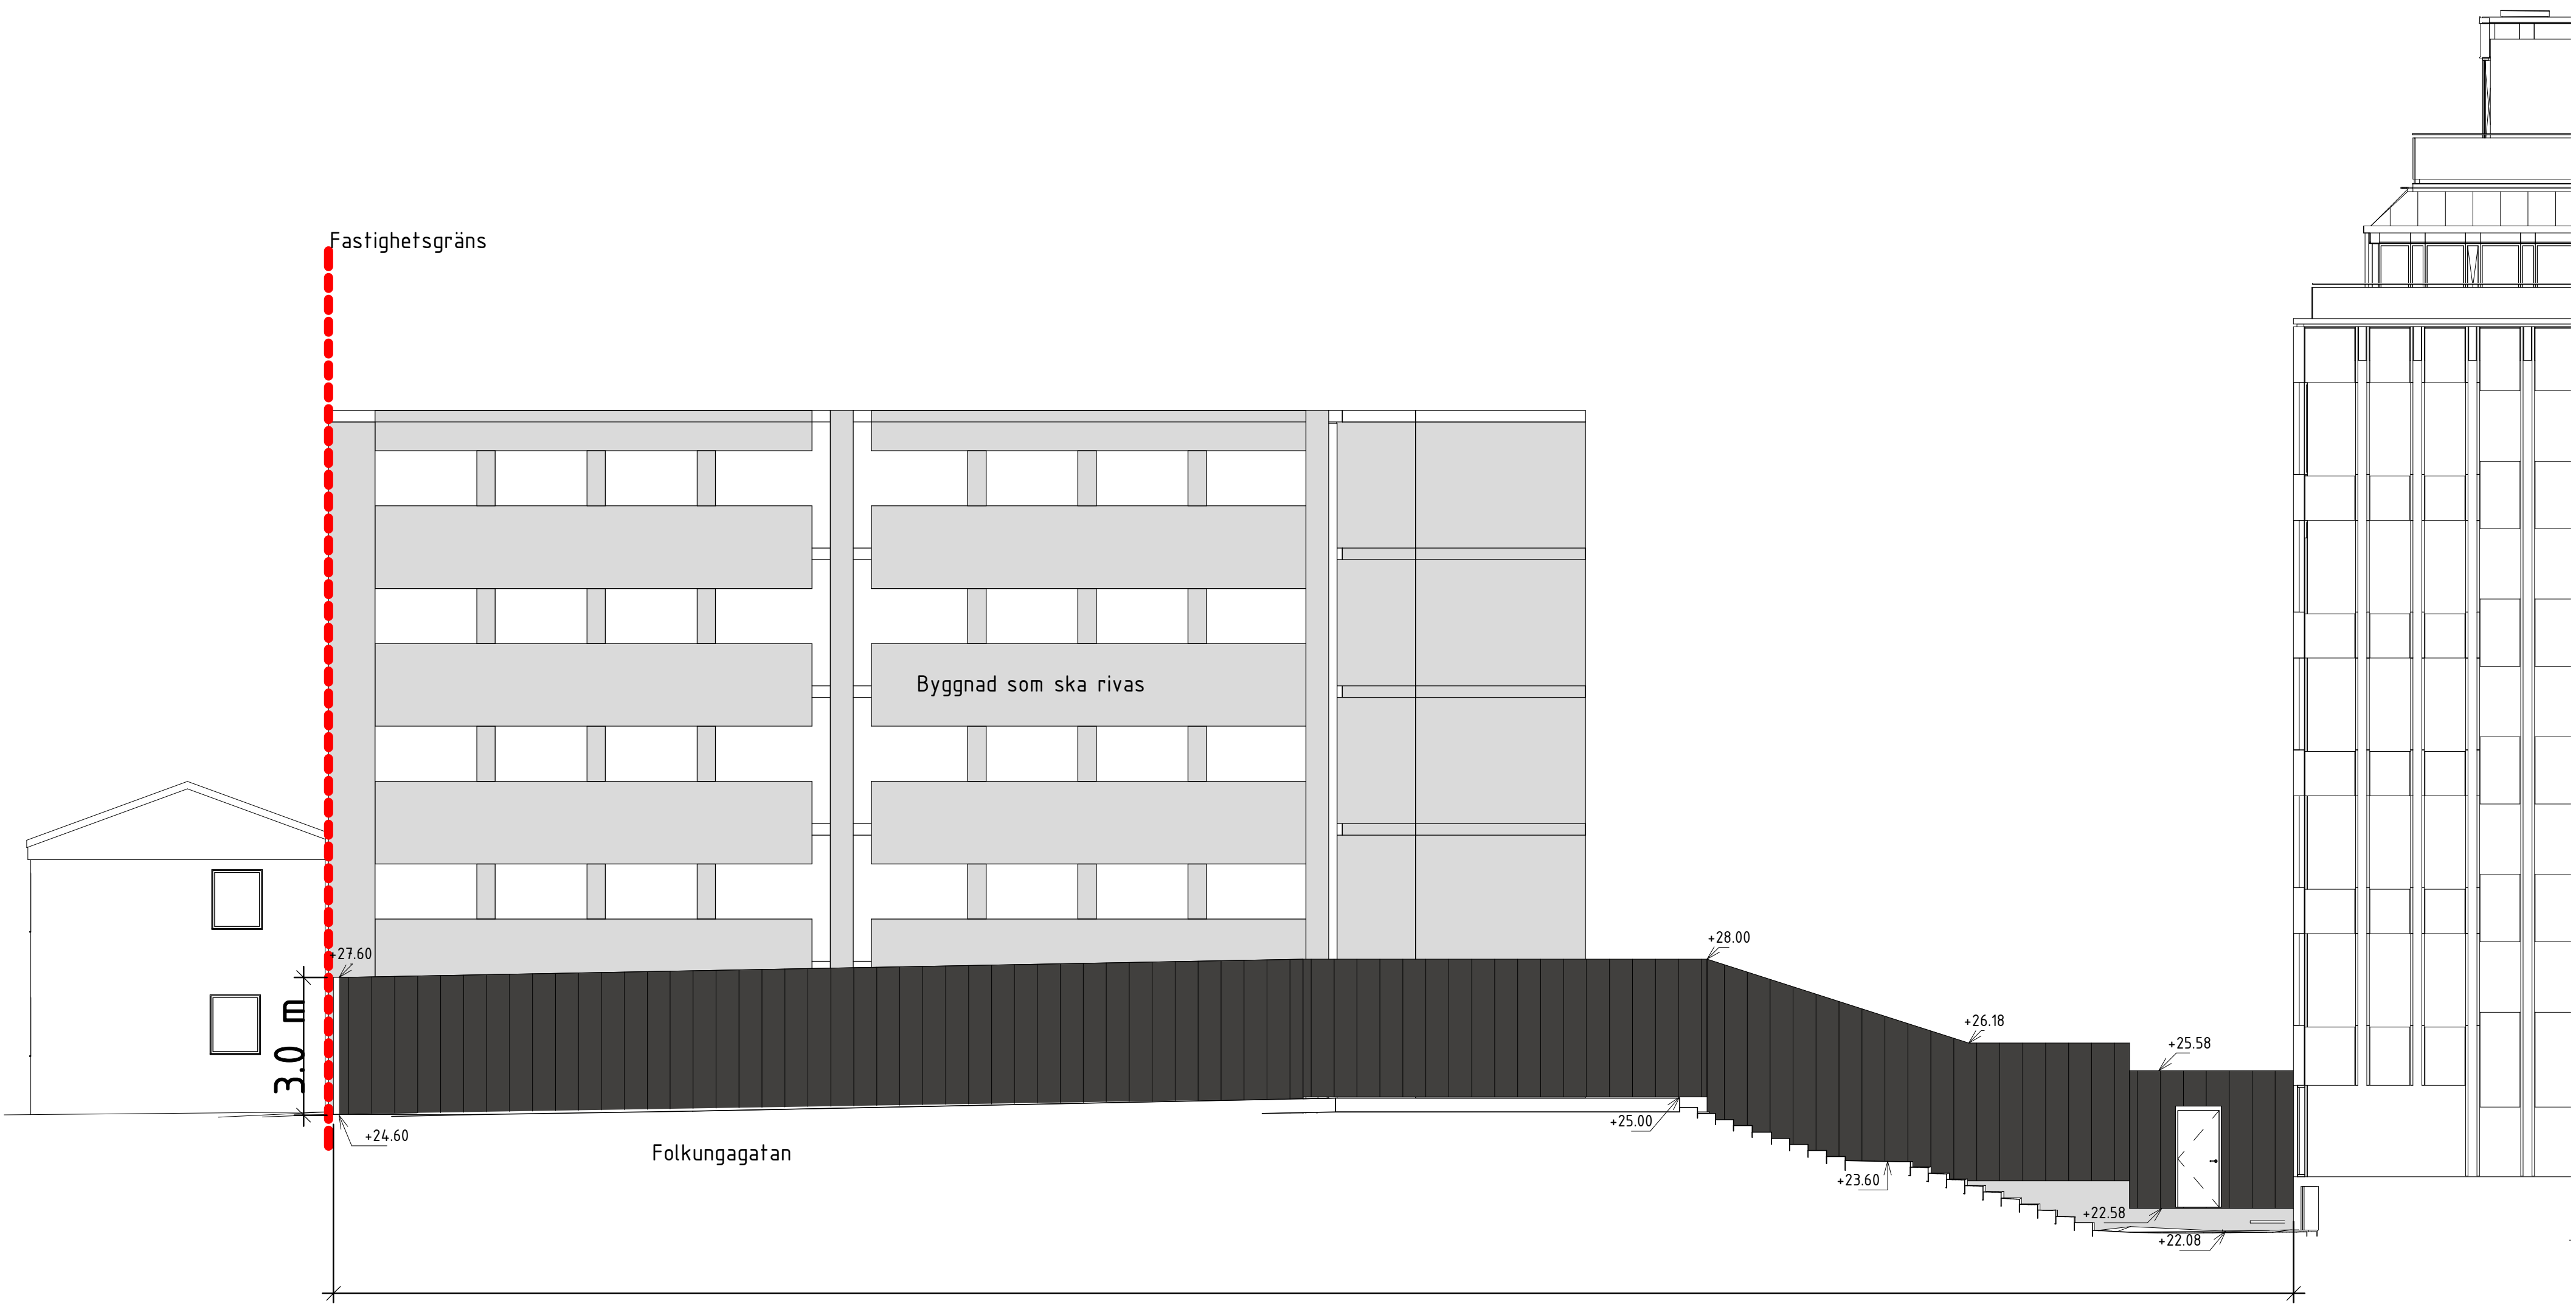 Fastighetsgräns
Byggnad som ska rivas
+27.60
+28.00
3.0 m
+26.18
+25.58
+24.60
+25.00
Folkungagatan
+23.60
+22.58
+22.08